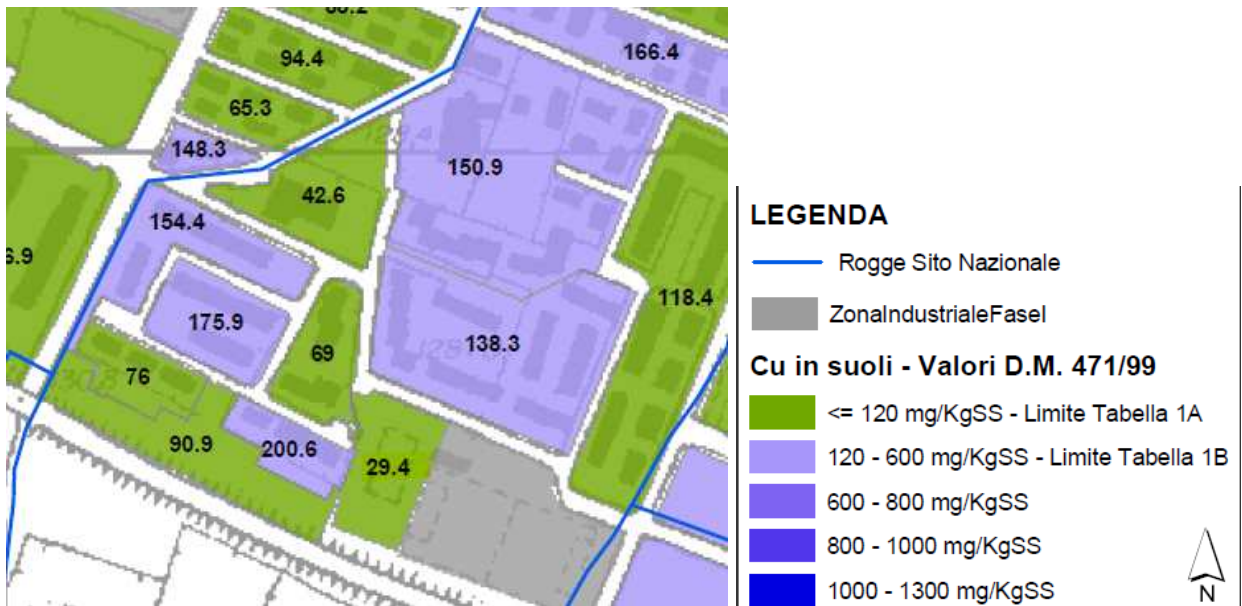 166.4
94.4
65.3
148.3
150.9
42.6
154.4
6.9
118.4
175.9
138.3
69
76
90.9
200.6
29.4
LEGENDA
Rogge Sito Nazionale
ZonaIndustrialeFaseI
Cu in suoli - Valori D.M. 471/99
<= 120 mg/KgSS - Limite Tabella 1A
120 - 600 mg/KgSS - Limite Tabella 1B
600 - 800 mg/KgSS
800 - 1000 mg/KgSS
1000 - 1300 mg/KgSS
N